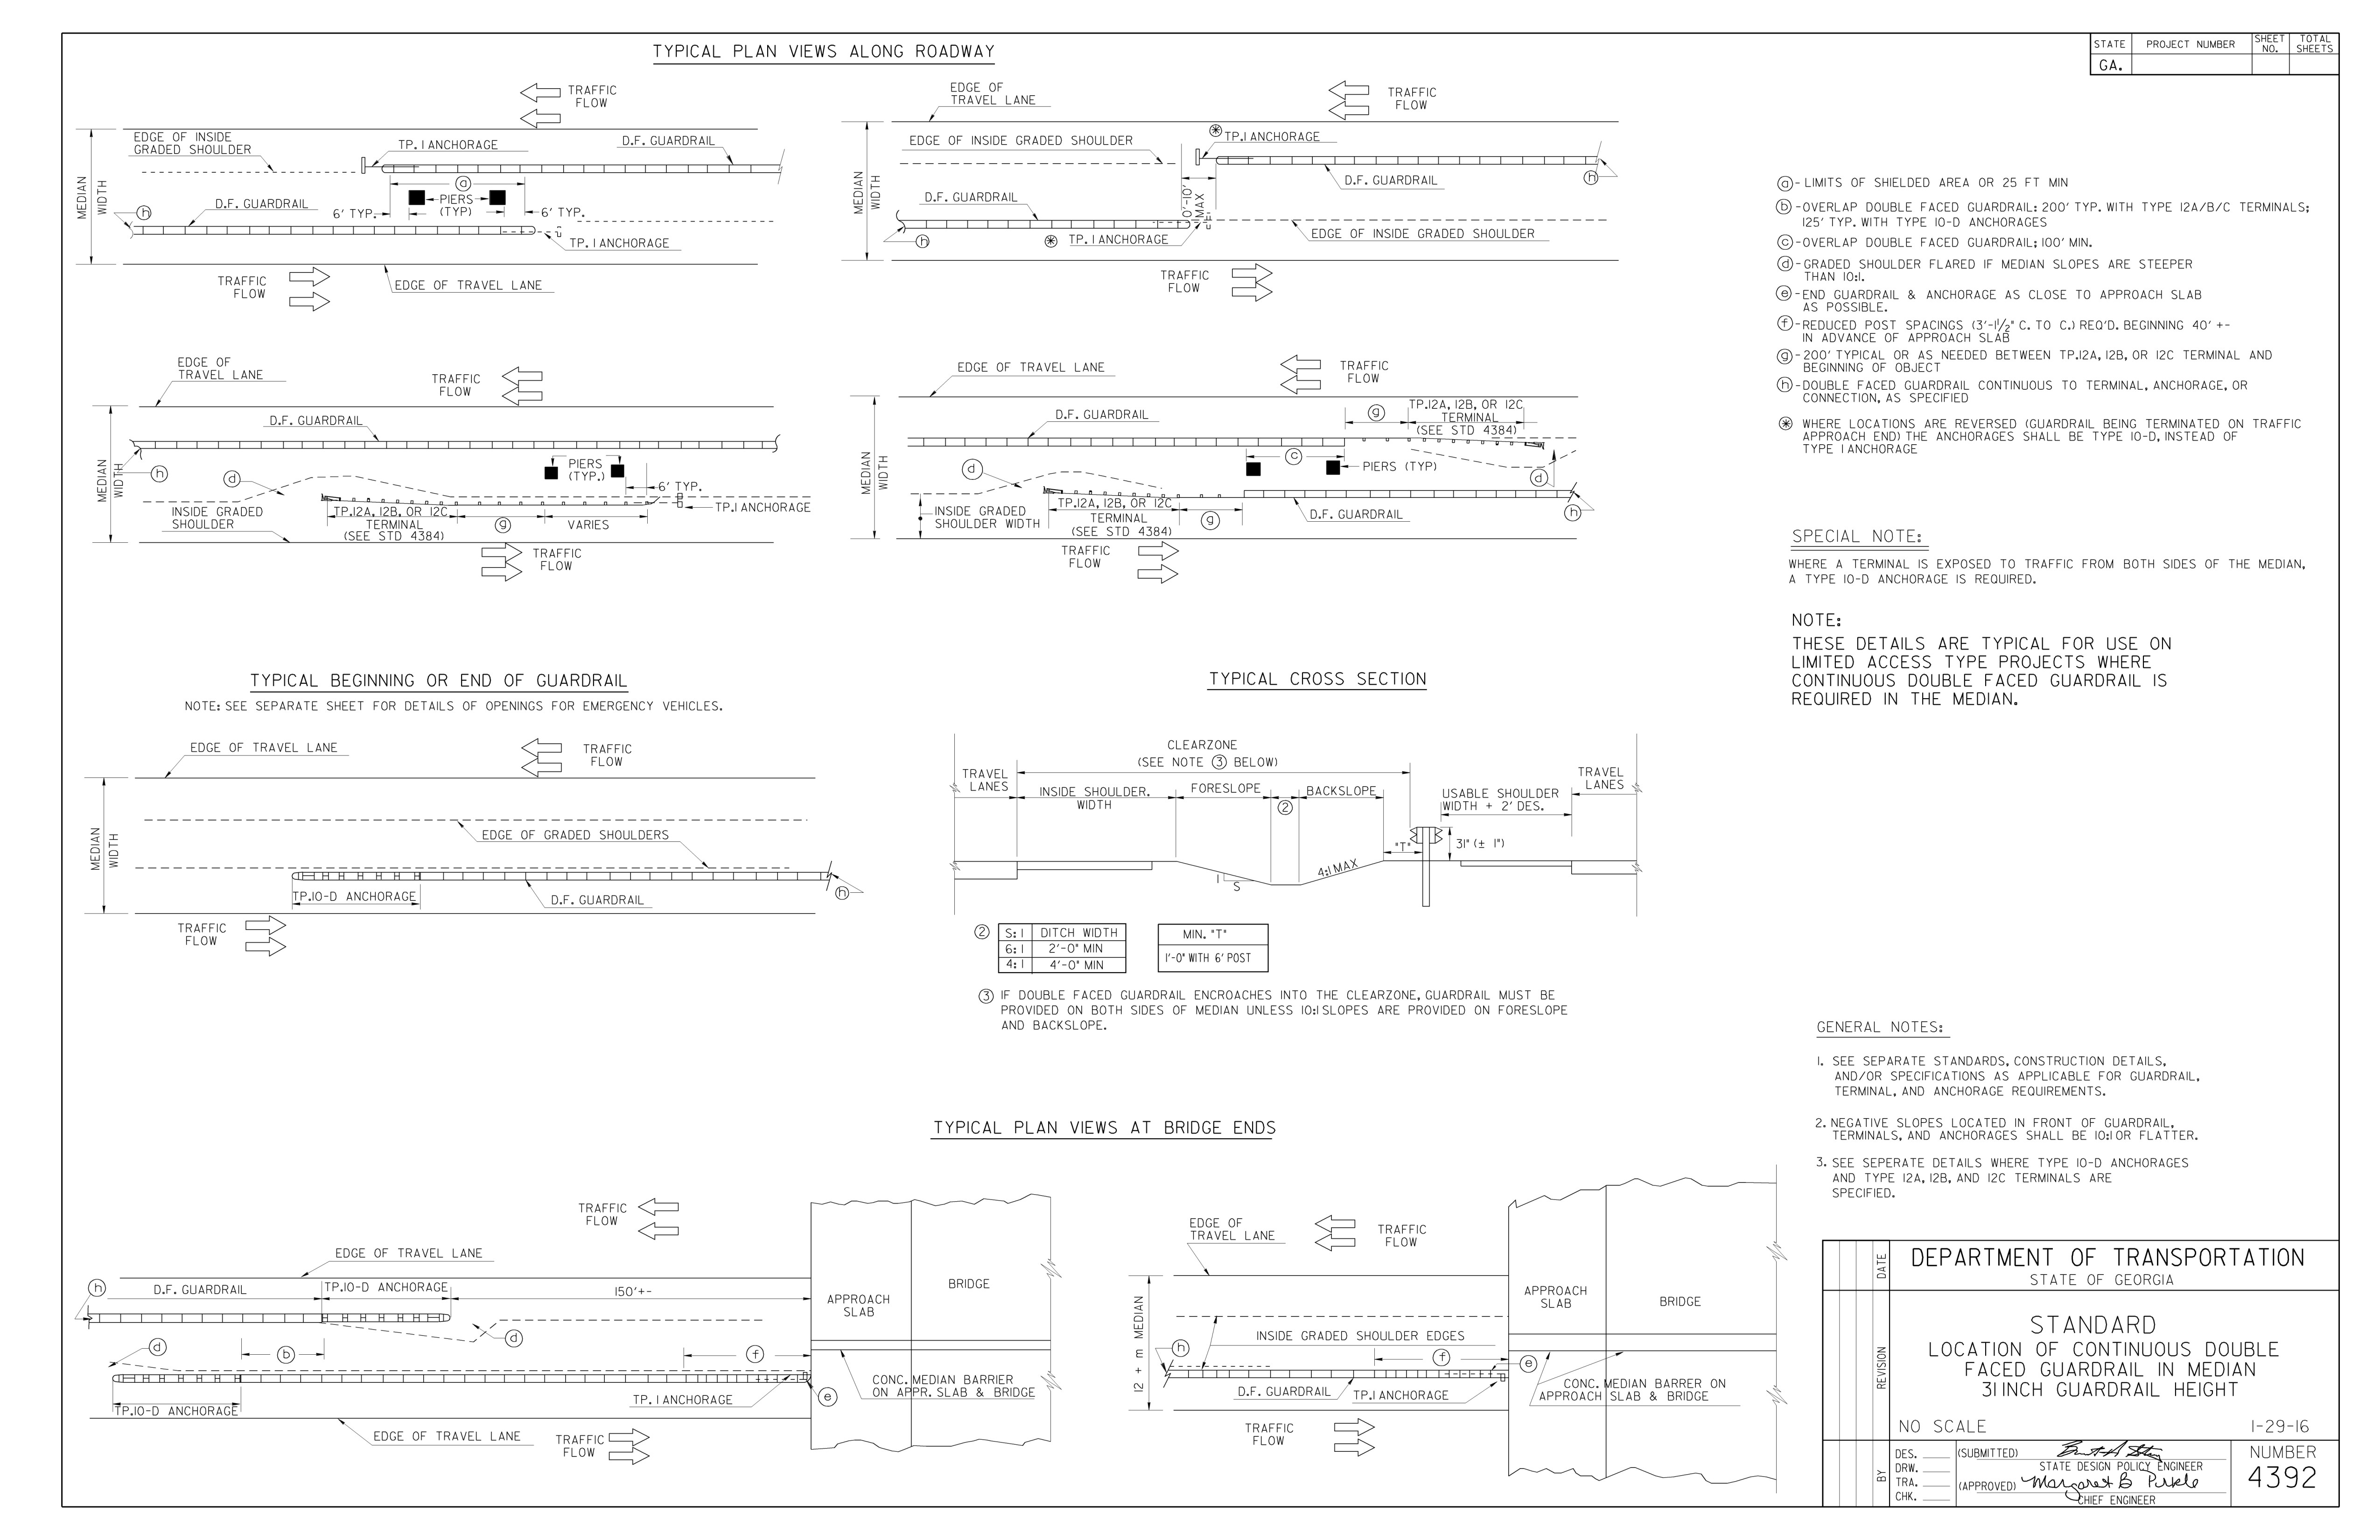 TYPICAL PLAN VIEWS ALONG ROADWAY
STATE
PROJECT NUMBER
SHEET
NO.
TOTAL
SHEETS
GA.
TRAFFIC
FLOW
EDGE OF INSIDE
GRADED SHOULDER
TP. 1 ANCHORAGE
D.F. GUARDRAIL
MEDIAN
WIDTH
a
PIERS
(TYP)
6' TYP.
6' TYP.
h
D.F. GUARDRAIL
TP. 1 ANCHORAGE
TRAFFIC
FLOW
EDGE OF TRAVEL LANE
EDGE OF
TRAVEL LANE
TRAFFIC
FLOW
EDGE OF INSIDE GRADED SHOULDER
* TP. 1 ANCHORAGE
MEDIAN
WIDTH
D.F. GUARDRAIL
h
D.F. GUARDRAIL
0'-10'
MAX
h
* TP. 1 ANCHORAGE
EDGE OF INSIDE GRADED SHOULDER
TRAFFIC
FLOW
EDGE OF
TRAVEL LANE
TRAFFIC
FLOW
D.F. GUARDRAIL
MEDIAN
WIDTH
h
d
PIERS
(TYP.)
6' TYP.
INSIDE GRADED
SHOULDER
TP.12A, 12B, OR 12C
TERMINAL
(SEE STD 4384)
g
VARIES
TP.1 ANCHORAGE
TRAFFIC
FLOW
EDGE OF TRAVEL LANE
TRAFFIC
FLOW
D.F. GUARDRAIL
g
TP.12A, 12B, OR 12C
TERMINAL
(SEE STD 4384)
MEDIAN
WIDTH
d
c
PIERS (TYP)
d
INSIDE GRADED
SHOULDER WIDTH
TP.12A, 12B, OR 12C
TERMINAL
(SEE STD 4384)
g
D.F. GUARDRAIL
h
TRAFFIC
FLOW
a - LIMITS OF SHIELDED AREA OR 25 FT MIN
b -OVERLAP DOUBLE FACED GUARDRAIL: 200' TYP. WITH TYPE 12A/B/C TERMINALS;
125' TYP. WITH TYPE 10-D ANCHORAGES
c -OVERLAP DOUBLE FACED GUARDRAIL; 100' MIN.
d -GRADED SHOULDER FLARED IF MEDIAN SLOPES ARE STEEPER
THAN 10:1.
e -END GUARDRAIL & ANCHORAGE AS CLOSE TO APPROACH SLAB
AS POSSIBLE.
f -REDUCED POST SPACINGS (3'-1 1/2" C. TO C.) REQ'D. BEGINNING 40' +-
IN ADVANCE OF APPROACH SLAB
g -200' TYPICAL OR AS NEEDED BETWEEN TP.12A, 12B, OR 12C TERMINAL AND
BEGINNING OF OBJECT
h -DOUBLE FACED GUARDRAIL CONTINUOUS TO TERMINAL, ANCHORAGE, OR
CONNECTION, AS SPECIFIED
* WHERE LOCATIONS ARE REVERSED (GUARDRAIL BEING TERMINATED ON TRAFFIC
APPROACH END) THE ANCHORAGES SHALL BE TYPE 10-D, INSTEAD OF
TYPE 1 ANCHORAGE
SPECIAL NOTE:
WHERE A TERMINAL IS EXPOSED TO TRAFFIC FROM BOTH SIDES OF THE MEDIAN,
A TYPE 10-D ANCHORAGE IS REQUIRED.
NOTE:
THESE DETAILS ARE TYPICAL FOR USE ON
LIMITED ACCESS TYPE PROJECTS WHERE
CONTINUOUS DOUBLE FACED GUARDRAIL IS
REQUIRED IN THE MEDIAN.
TYPICAL BEGINNING OR END OF GUARDRAIL
NOTE: SEE SEPARATE SHEET FOR DETAILS OF OPENINGS FOR EMERGENCY VEHICLES.
EDGE OF TRAVEL LANE
TRAFFIC
FLOW
MEDIAN
WIDTH
EDGE OF GRADED SHOULDERS
TP.10-D ANCHORAGE
D.F. GUARDRAIL
h
TRAFFIC
FLOW
TYPICAL CROSS SECTION
CLEARZONE
(SEE NOTE 3 BELOW)
TRAVEL
LANES
INSIDE SHOULDER.
WIDTH
FORESLOPE
2
BACKSLOPE
USABLE SHOULDER
WIDTH + 2' DES.
TRAVEL
LANES
"T"
31" (± 1")
1
S
4:1 MAX
2
S: 1 DITCH WIDTH
6: 1 2'-0" MIN
4: 1 4'-0" MIN
MIN. "T"
1'-0" WITH 6' POST
3 IF DOUBLE FACED GUARDRAIL ENCROACHES INTO THE CLEARZONE, GUARDRAIL MUST BE
PROVIDED ON BOTH SIDES OF MEDIAN UNLESS 10:1 SLOPES ARE PROVIDED ON FORESLOPE
AND BACKSLOPE.
GENERAL NOTES:
1. SEE SEPARATE STANDARDS, CONSTRUCTION DETAILS,
AND/OR SPECIFICATIONS AS APPLICABLE FOR GUARDRAIL,
TERMINAL, AND ANCHORAGE REQUIREMENTS.
2. NEGATIVE SLOPES LOCATED IN FRONT OF GUARDRAIL,
TERMINALS, AND ANCHORAGES SHALL BE 10:1 OR FLATTER.
3. SEE SEPERATE DETAILS WHERE TYPE 10-D ANCHORAGES
AND TYPE 12A, 12B, AND 12C TERMINALS ARE
SPECIFIED.
TYPICAL PLAN VIEWS AT BRIDGE ENDS
TRAFFIC
FLOW
EDGE OF TRAVEL LANE
h
D.F. GUARDRAIL
TP.10-D ANCHORAGE
150'+-
APPROACH
SLAB
BRIDGE
d
d
b
f
CONC. MEDIAN BARRIER
ON APPR. SLAB & BRIDGE
TP. 1 ANCHORAGE
e
TP.10-D ANCHORAGE
EDGE OF TRAVEL LANE
TRAFFIC
FLOW
EDGE OF
TRAVEL LANE
TRAFFIC
FLOW
12 + m MEDIAN
APPROACH
SLAB
BRIDGE
INSIDE GRADED SHOULDER EDGES
h
f
e
D.F. GUARDRAIL
TP.1 ANCHORAGE
CONC. MEDIAN BARRER ON
APPROACH SLAB & BRIDGE
TRAFFIC
FLOW
DATE
REVISION
BY
DEPARTMENT OF TRANSPORTATION
STATE OF GEORGIA
STANDARD
LOCATION OF CONTINUOUS DOUBLE
FACED GUARDRAIL IN MEDIAN
31 INCH GUARDRAIL HEIGHT
NO SCALE
1-29-16
DES.
DRW.
TRA.
CHK.
(SUBMITTED)
STATE DESIGN POLICY ENGINEER
(APPROVED) Margaret B Pirkle
CHIEF ENGINEER
NUMBER
4392